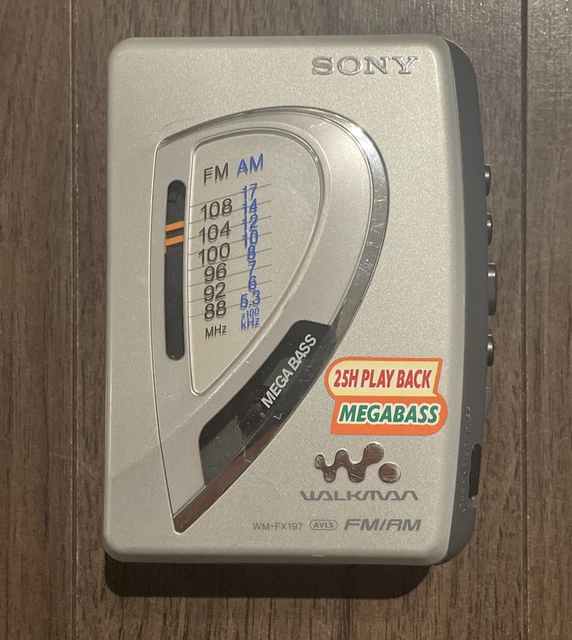 SONY
FM AM
17
108 14
104 12
10
100 8
96 7
92 6
88 5.3
MHz x100 kHz
MEGA BASS
25H PLAY BACK
MEGABASS
WALKMAN
WM-FX197 AVLS FM/AM